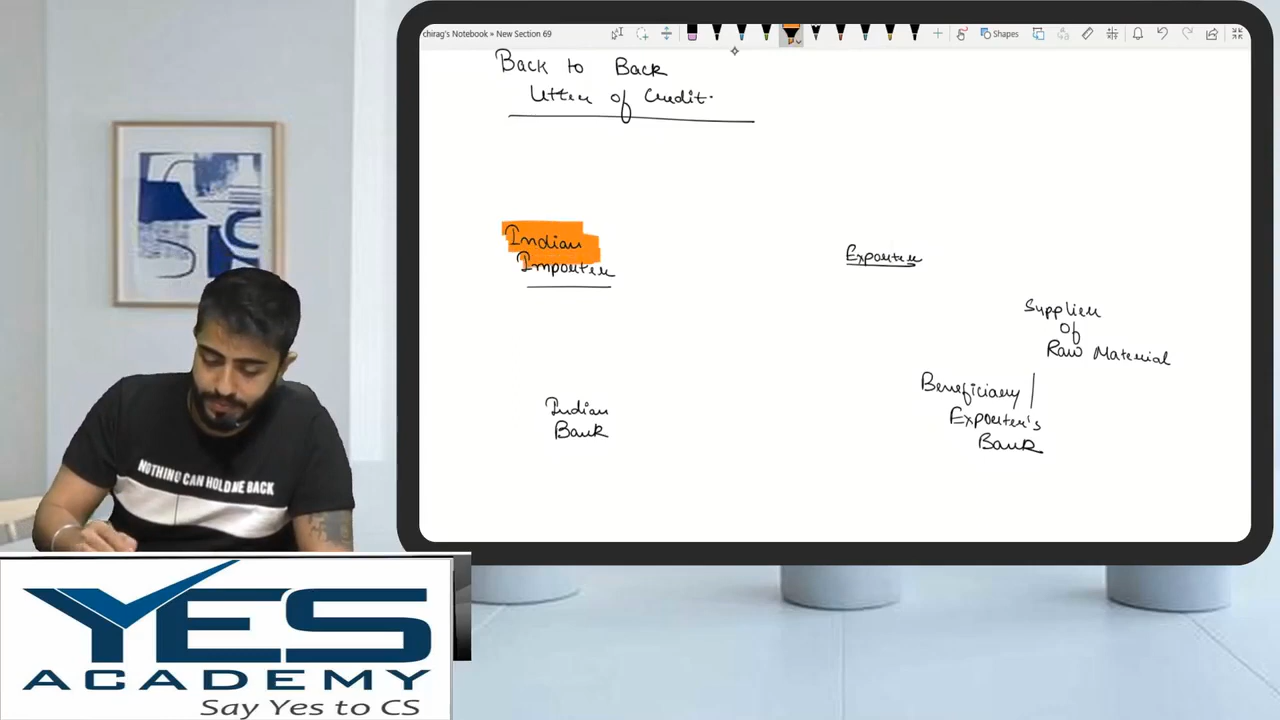 chirag's Notebook » New Section 69
Shapes
Back to Back
Letter of Credit.
Indian
Importer
Exporter
Supplier
of
Raw Material
Beneficiary /
Exporter's
Bank
Indian
Bank
NOTHING CAN HOLD ME BACK
YES
ACADEMY
Say Yes to CS